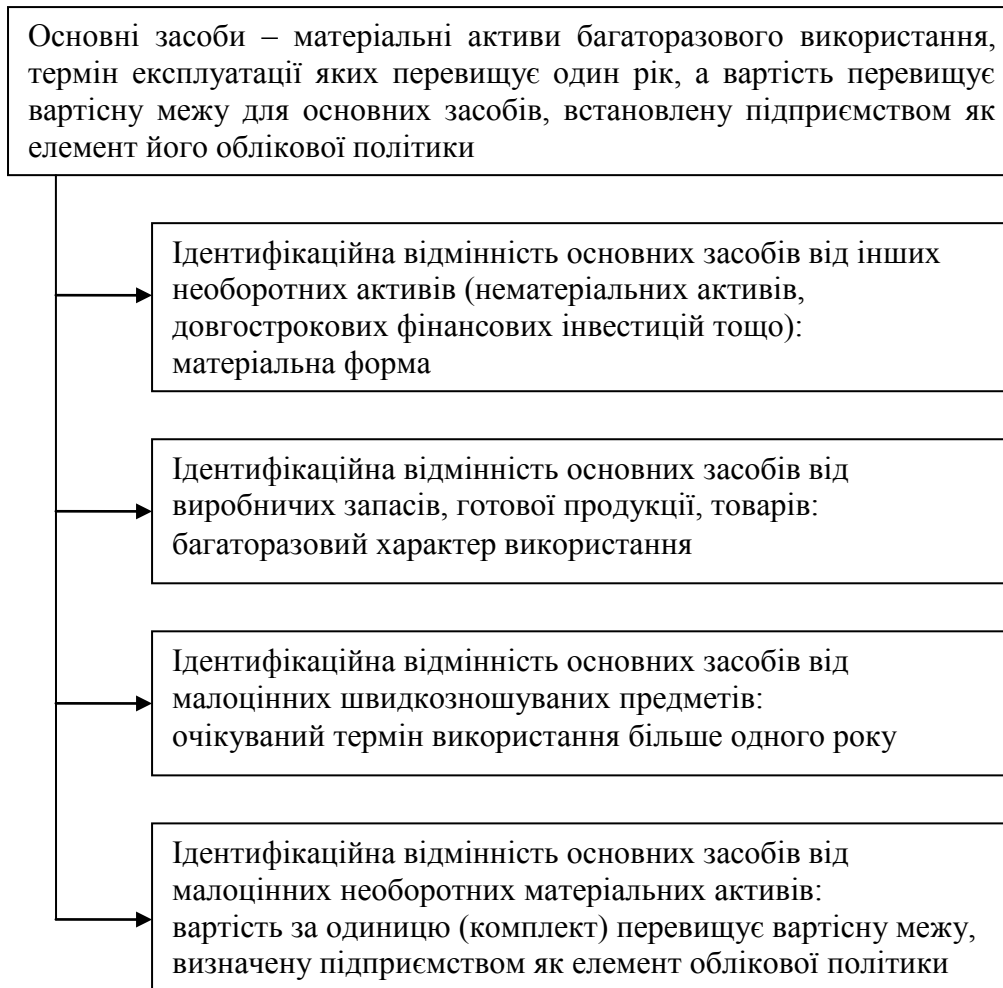 Основні засоби – матеріальні активи багаторазового використання,
термін експлуатації яких перевищує один рік, а вартість перевищує
вартісну межу для основних засобів, встановлену підприємством як
елемент його облікової політики
Ідентифікаційна відмінність основних засобів від інших
необоротних активів (нематеріальних активів,
довгострокових фінансових інвестицій тощо):
матеріальна форма
Ідентифікаційна відмінність основних засобів від
виробничих запасів, готової продукції, товарів:
багаторазовий характер використання
Ідентифікаційна відмінність основних засобів від
малоцінних швидкозношуваних предметів:
очікуваний термін використання більше одного року
Ідентифікаційна відмінність основних засобів від
малоцінних необоротних матеріальних активів:
вартість за одиницю (комплект) перевищує вартісну межу,
визначену підприємством як елемент облікової політики